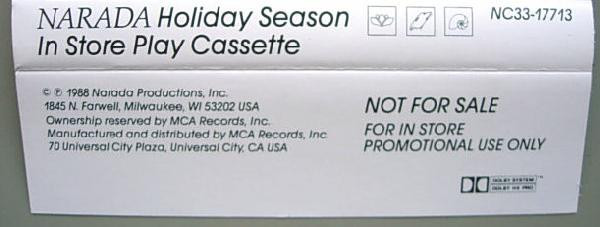 NARADA Holiday Season
In Store Play Cassette
NC33-17713
© ℗ 1988 Narada Productions, Inc.
1845 N. Farwell, Milwaukee, WI 53202 USA
Ownership reserved by MCA Records, Inc.
Manufactured and distributed by MCA Records, Inc.
70 Universal City Plaza, Universal City, CA USA
NOT FOR SALE
FOR IN STORE
PROMOTIONAL USE ONLY
DOLBY SYSTEM™
DOLBY HX PRO